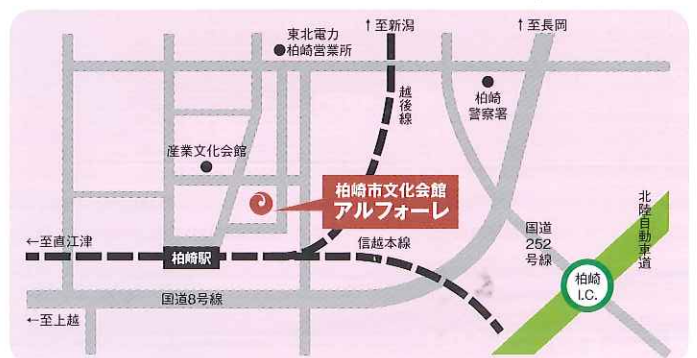 ↑至新潟
↑至長岡
東北電力
柏崎営業所
越後線
柏崎
警察署
産業文化会館
柏崎市文化会館
アルフォーレ
北陸自動車道
国道
252
号線
←至直江津
柏崎駅
信越本線
柏崎
I.C.
国道8号線
←至上越